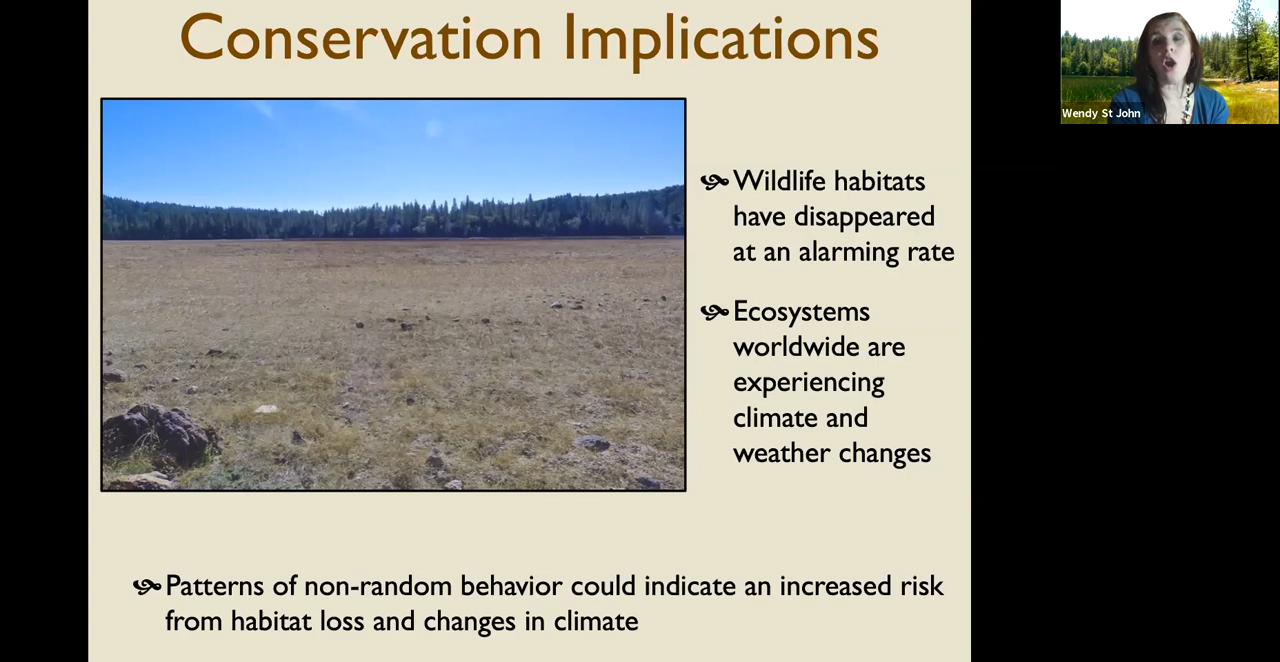 Conservation Implications
Wendy St John
Wildlife habitats
have disappeared
at an alarming rate
Ecosystems
worldwide are
experiencing
climate and
weather changes
Patterns of non-random behavior could indicate an increased risk
from habitat loss and changes in climate